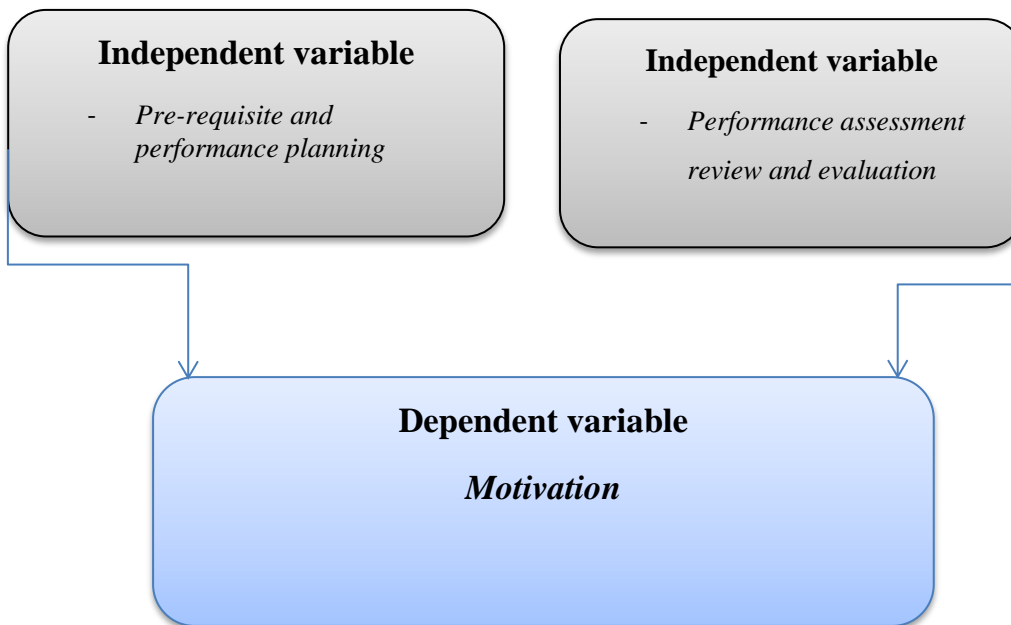 Independent variable
- Pre-requisite and
performance planning
Independent variable
- Performance assessment
review and evaluation
Dependent variable
Motivation